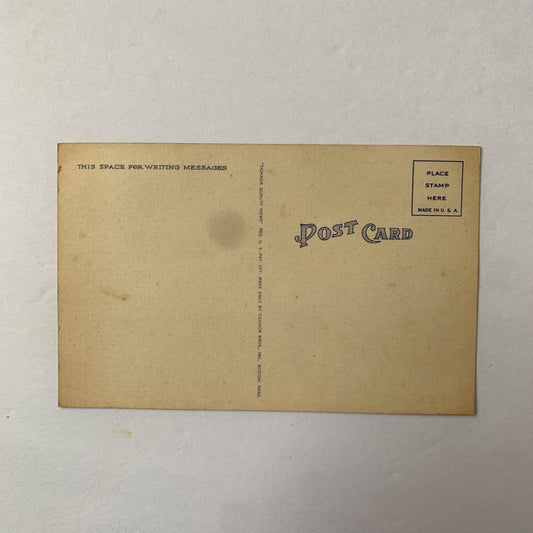 THIS SPACE FOR WRITING MESSAGES
"TICHNOR QUALITY VIEWS," REG. U. S. PAT. OFF. MADE ONLY BY TICHNOR BROS., INC., BOSTON, MASS.
POST CARD
PLACE
STAMP
HERE
MADE IN U. S. A.